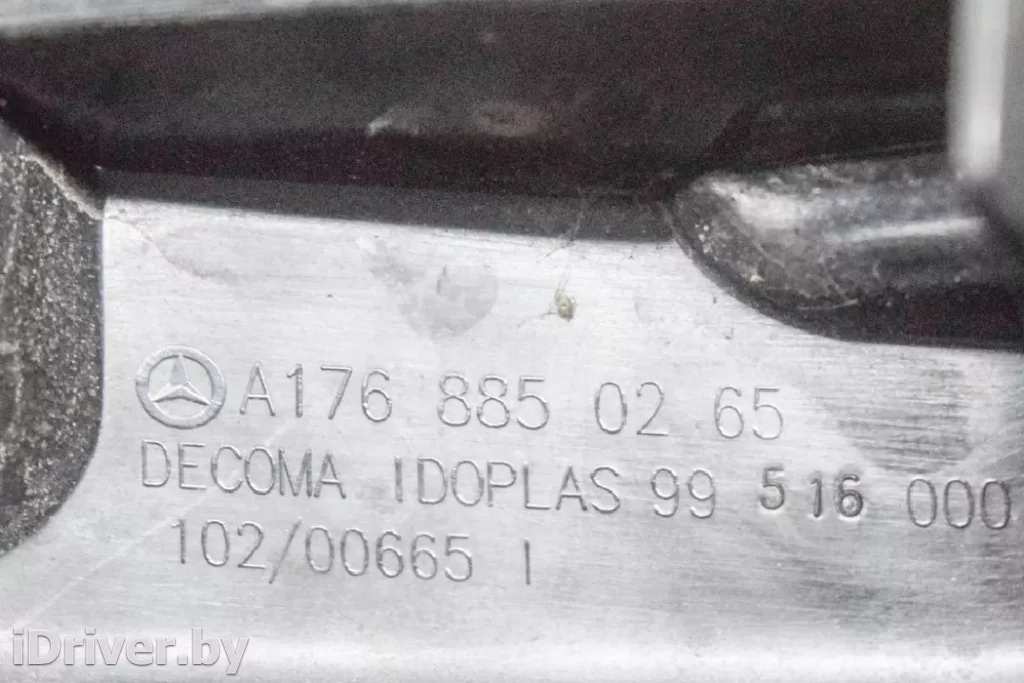 A176 885 02 65
DECOMA IDOPLAS 99 516 000
102/00665 I
iDriver.by